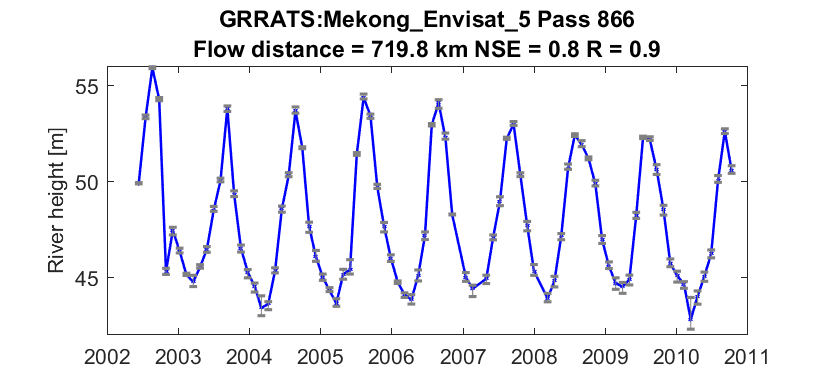 GRRATS:Mekong_Envisat_5 Pass 866
Flow distance = 719.8 km NSE = 0.8 R = 0.9
River height [m]
55
50
45
2002 2003 2004 2005 2006 2007 2008 2009 2010 2011